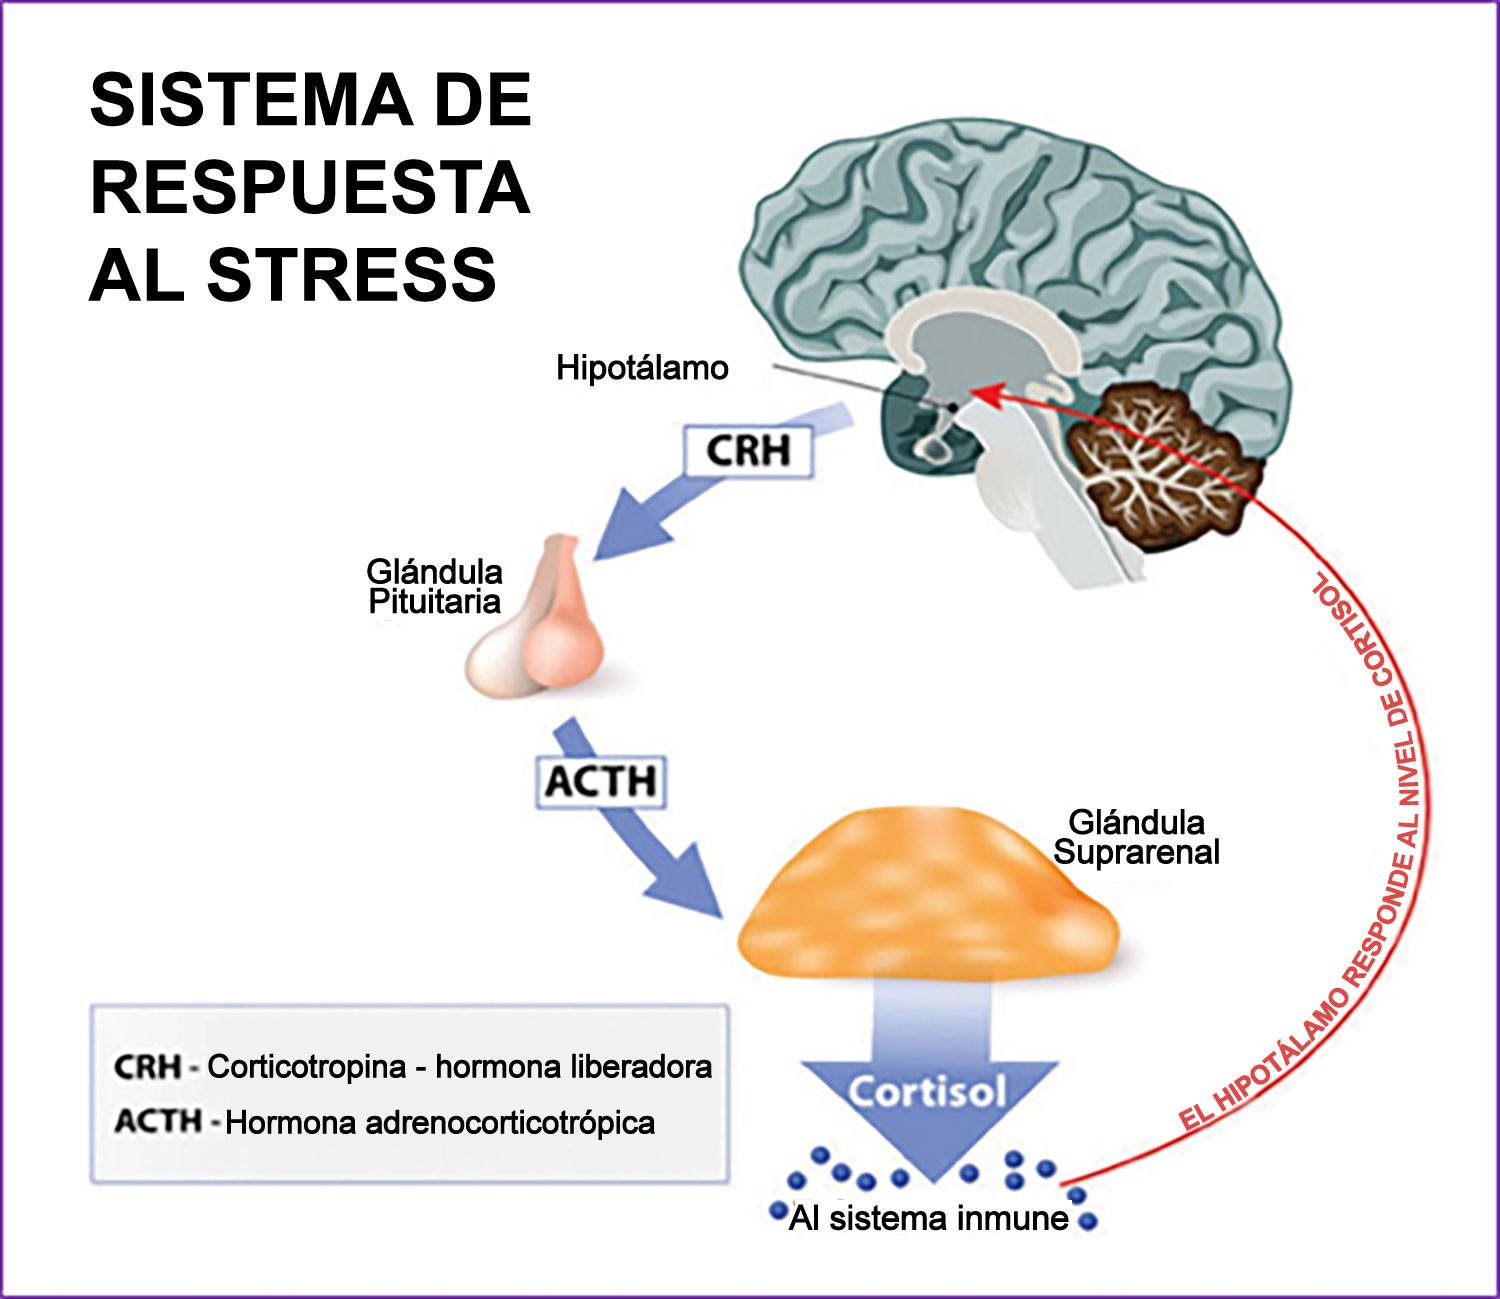 SISTEMA DE
RESPUESTA
AL STRESS
Hipotálamo
CRH
Glándula
Pituitaria
ACTH
Glándula
Suprarenal
Cortisol
Al sistema inmune
EL HIPOTÁLAMO RESPONDE AL NIVEL DE CORTISOL
CRH - Corticotropina - hormona liberadora
ACTH - Hormona adrenocorticotrópica